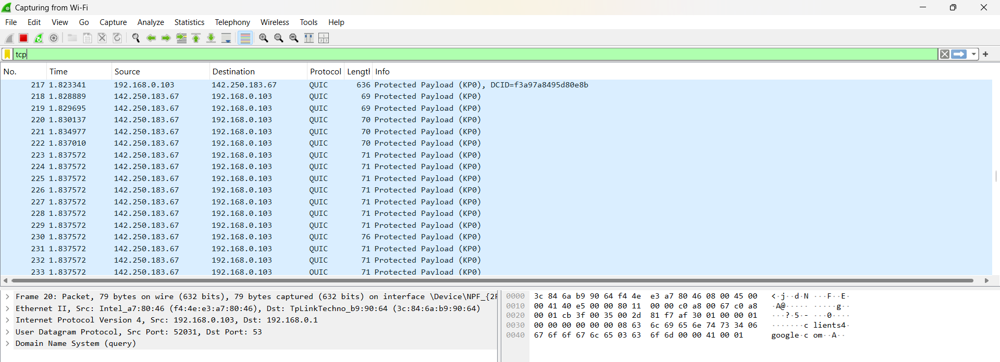 Capturing from Wi-Fi
File Edit View Go Capture Analyze Statistics Telephony Wireless Tools Help
tcp
No. Time Source Destination Protocol Lengtl Info
217 1.823341 192.168.0.103 142.250.183.67 QUIC 636 Protected Payload (KP0), DCID=f3a97a8495d80e8b
218 1.828889 142.250.183.67 192.168.0.103 QUIC 69 Protected Payload (KP0)
219 1.829695 142.250.183.67 192.168.0.103 QUIC 69 Protected Payload (KP0)
220 1.830137 142.250.183.67 192.168.0.103 QUIC 70 Protected Payload (KP0)
221 1.834977 142.250.183.67 192.168.0.103 QUIC 70 Protected Payload (KP0)
222 1.837010 142.250.183.67 192.168.0.103 QUIC 70 Protected Payload (KP0)
223 1.837572 142.250.183.67 192.168.0.103 QUIC 71 Protected Payload (KP0)
224 1.837572 142.250.183.67 192.168.0.103 QUIC 71 Protected Payload (KP0)
225 1.837572 142.250.183.67 192.168.0.103 QUIC 71 Protected Payload (KP0)
226 1.837572 142.250.183.67 192.168.0.103 QUIC 71 Protected Payload (KP0)
227 1.837572 142.250.183.67 192.168.0.103 QUIC 71 Protected Payload (KP0)
228 1.837572 142.250.183.67 192.168.0.103 QUIC 71 Protected Payload (KP0)
229 1.837572 142.250.183.67 192.168.0.103 QUIC 71 Protected Payload (KP0)
230 1.837572 142.250.183.67 192.168.0.103 QUIC 76 Protected Payload (KP0)
231 1.837572 142.250.183.67 192.168.0.103 QUIC 71 Protected Payload (KP0)
232 1.837572 142.250.183.67 192.168.0.103 QUIC 71 Protected Payload (KP0)
233 1.837572 142.250.183.67 192.168.0.103 QUIC 71 Protected Payload (KP0)
Frame 20: Packet, 79 bytes on wire (632 bits), 79 bytes captured (632 bits) on interface \Device\NPF_{2F
Ethernet II, Src: Intel_a7:80:46 (f4:4e:e3:a7:80:46), Dst: TpLinkTechno_b9:90:64 (3c:84:6a:b9:90:64)
Internet Protocol Version 4, Src: 192.168.0.103, Dst: 192.168.0.1
User Datagram Protocol, Src Port: 52031, Dst Port: 53
Domain Name System (query)
0000 3c 84 6a b9 90 64 f4 4e e3 a7 80 46 08 00 45 00 <·j··d·N ···F··E·
0010 00 41 40 e5 00 00 80 11 00 00 c0 a8 00 67 c0 a8 ·A@····· ·····g··
0020 00 01 cb 3f 00 35 00 2d 81 f7 af 30 01 00 00 01 ···?·5·- ···0····
0030 00 00 00 00 00 00 08 63 6c 69 65 6e 74 73 34 06 ·······c lients4·
0040 67 6f 6f 67 6c 65 03 63 6f 6d 00 00 41 00 01 google·c om··A··